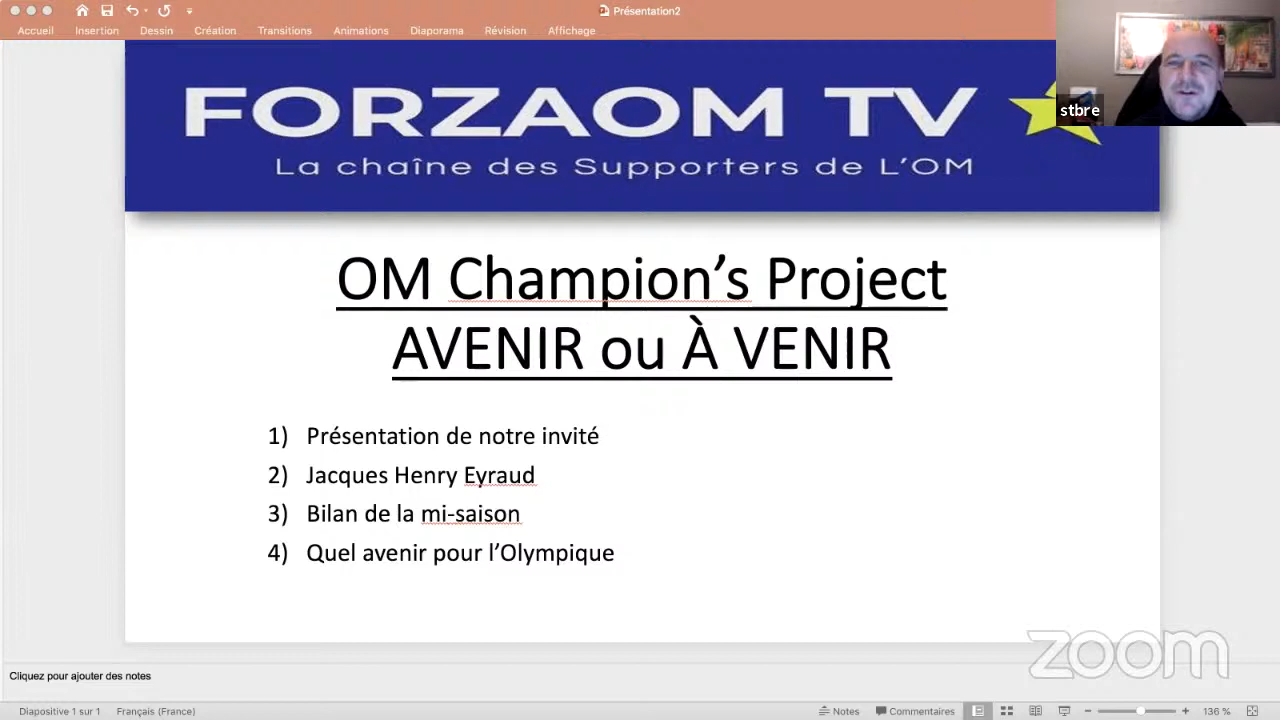 Présentation2
Accueil Insertion Dessin Création Transitions Animations Diaporama Révision Affichage
FORZAOM TV
La chaîne des Supporters de L'OM
stbre
OM Champion's Project
AVENIR ou À VENIR
1) Présentation de notre invité
2) Jacques Henry Eyraud
3) Bilan de la mi-saison
4) Quel avenir pour l'Olympique
zoom
Cliquez pour ajouter des notes
Diapositive 1 sur 1 Français (France) Notes Commentaires 136 %